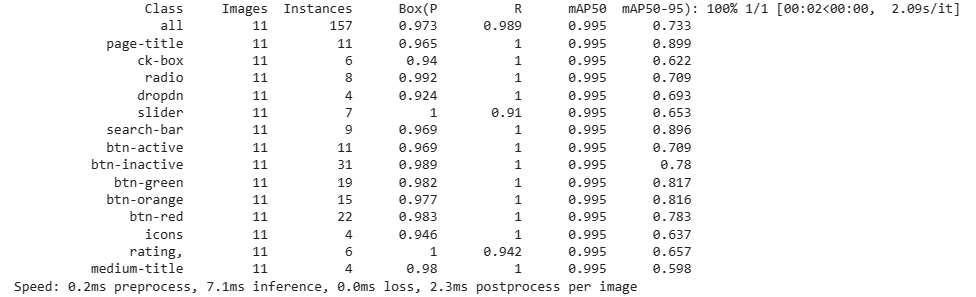 Class Images Instances Box(P R mAP50 mAP50-95): 100% 1/1 [00:02<00:00, 2.09s/it]
all 11 157 0.973 0.989 0.995 0.733
page-title 11 11 0.965 1 0.995 0.899
ck-box 11 6 0.94 1 0.995 0.622
radio 11 8 0.992 1 0.995 0.709
dropdn 11 4 0.924 1 0.995 0.693
slider 11 7 1 0.91 0.995 0.653
search-bar 11 9 0.969 1 0.995 0.896
btn-active 11 11 0.969 1 0.995 0.709
btn-inactive 11 31 0.989 1 0.995 0.78
btn-green 11 19 0.982 1 0.995 0.817
btn-orange 11 15 0.977 1 0.995 0.816
btn-red 11 22 0.983 1 0.995 0.783
icons 11 4 0.946 1 0.995 0.637
rating, 11 6 1 0.942 0.995 0.657
medium-title 11 4 0.98 1 0.995 0.598
Speed: 0.2ms preprocess, 7.1ms inference, 0.0ms loss, 2.3ms postprocess per image